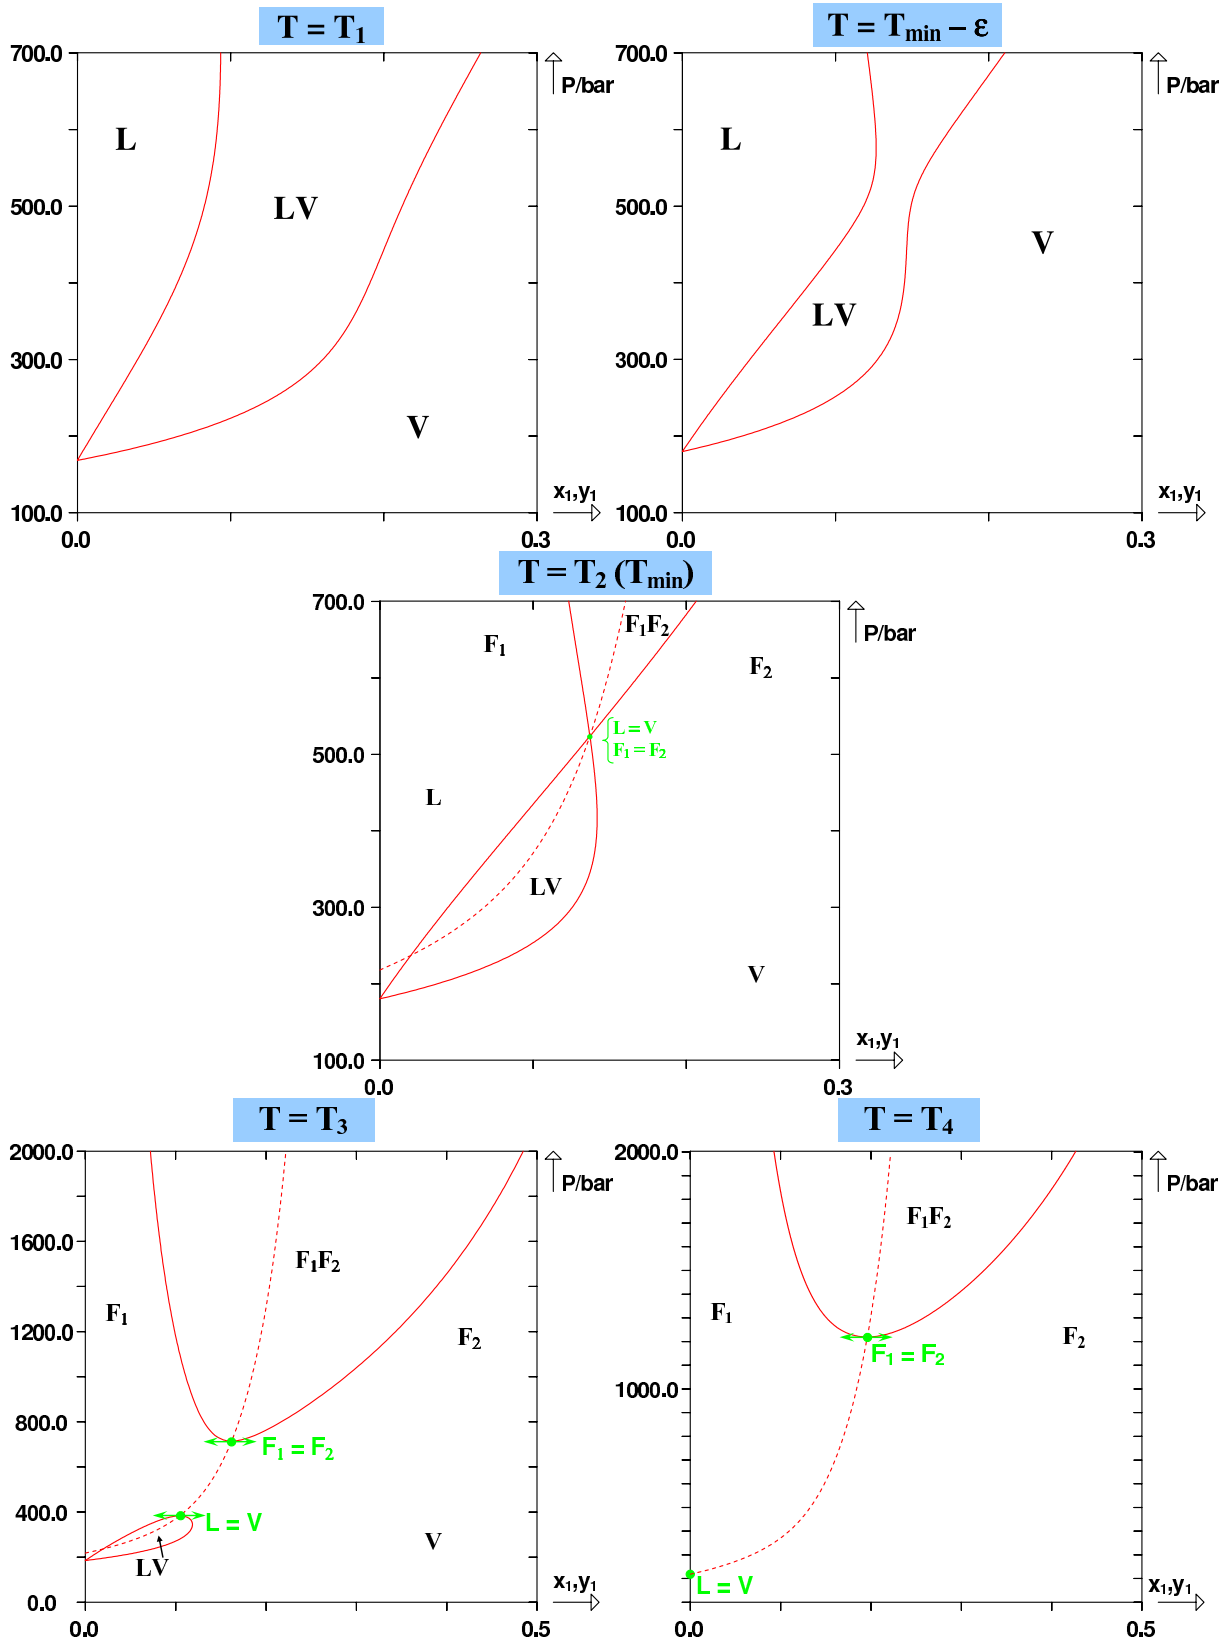 T = T1
T = Tmin – ε
700.0
P/bar
L
LV
500.0
300.0
V
x1,y1
100.0
0.0
0.3
700.0
P/bar
L
V
500.0
LV
300.0
x1,y1
100.0
0.0
0.3
T = T2 (Tmin)
700.0
F1
F1F2
P/bar
F2
L = V
F1 = F2
500.0
L
LV
300.0
V
x1,y1
100.0
0.0
0.3
T = T3
2000.0
P/bar
1600.0
F1F2
F1
1200.0
F2
800.0
F1 = F2
400.0
L = V
LV
V
x1,y1
0.0
0.0
0.5
T = T4
2000.0
P/bar
F1F2
F1
F2
F1 = F2
1000.0
L = V
x1,y1
0.0
0.5